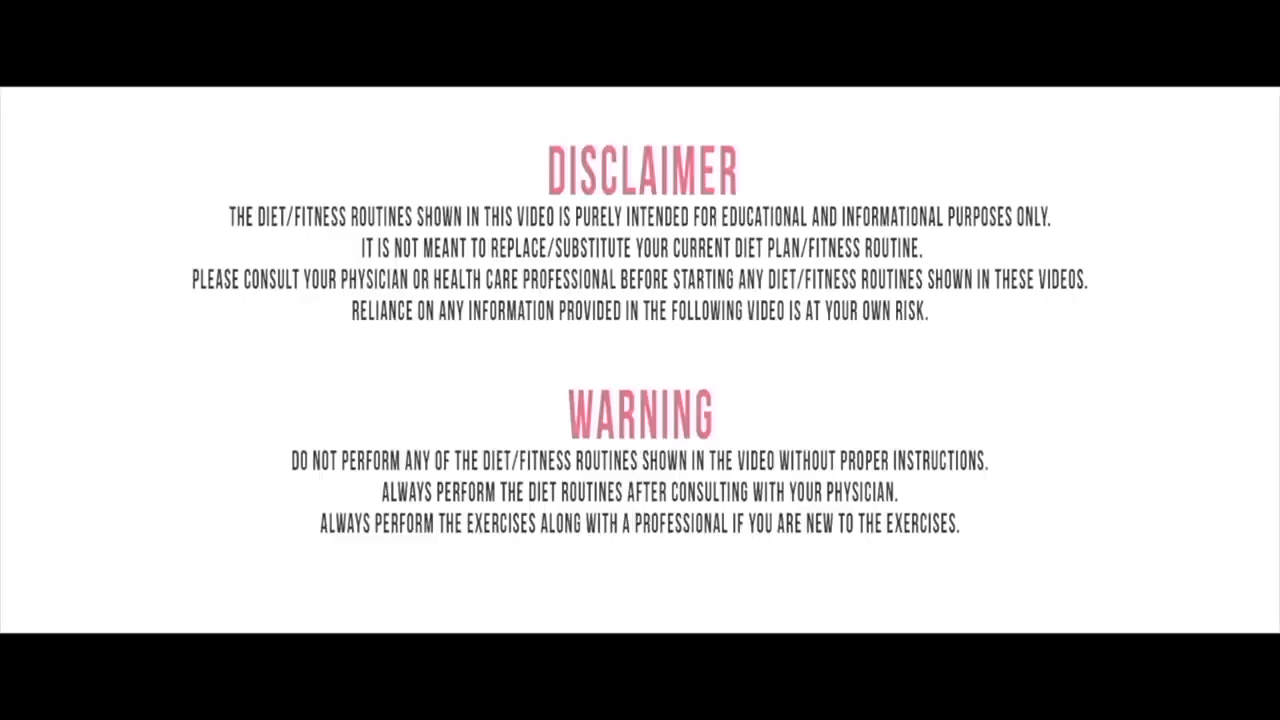 DISCLAIMER
THE DIET/FITNESS ROUTINES SHOWN IN THIS VIDEO IS PURELY INTENDED FOR EDUCATIONAL AND INFORMATIONAL PURPOSES ONLY.
IT IS NOT MEANT TO REPLACE/SUBSTITUTE YOUR CURRENT DIET PLAN/FITNESS ROUTINE.
PLEASE CONSULT YOUR PHYSICIAN OR HEALTH CARE PROFESSIONAL BEFORE STARTING ANY DIET/FITNESS ROUTINES SHOWN IN THESE VIDEOS.
RELIANCE ON ANY INFORMATION PROVIDED IN THE FOLLOWING VIDEO IS AT YOUR OWN RISK.
WARNING
DO NOT PERFORM ANY OF THE DIET/FITNESS ROUTINES SHOWN IN THE VIDEO WITHOUT PROPER INSTRUCTIONS.
ALWAYS PERFORM THE DIET ROUTINES AFTER CONSULTING WITH YOUR PHYSICIAN.
ALWAYS PERFORM THE EXERCISES ALONG WITH A PROFESSIONAL IF YOU ARE NEW TO THE EXERCISES.